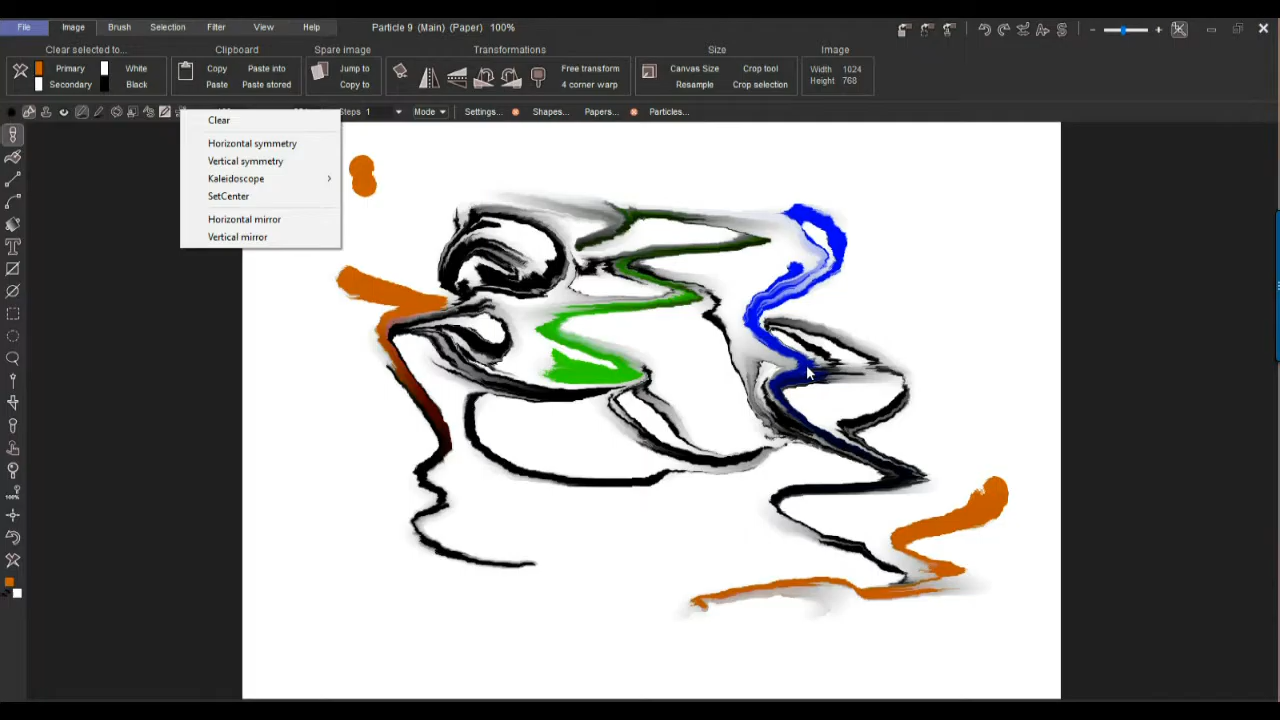 File Image Brush Selection Filter View Help Particle 9 (Main) (Paper) 100%
Clear selected to... Clipboard Spare image Transformations Size Image
Primary White Copy Paste into Jump to Free transform Canvas Size Crop tool Width 1024
Secondary Black Paste Paste stored Copy to 4 corner warp Resample Crop selection Height 768
Steps 1 Mode Settings... Shapes... Papers... Particles...
Clear
Horizontal symmetry
Vertical symmetry
Kaleidoscope
SetCenter
Horizontal mirror
Vertical mirror
100%